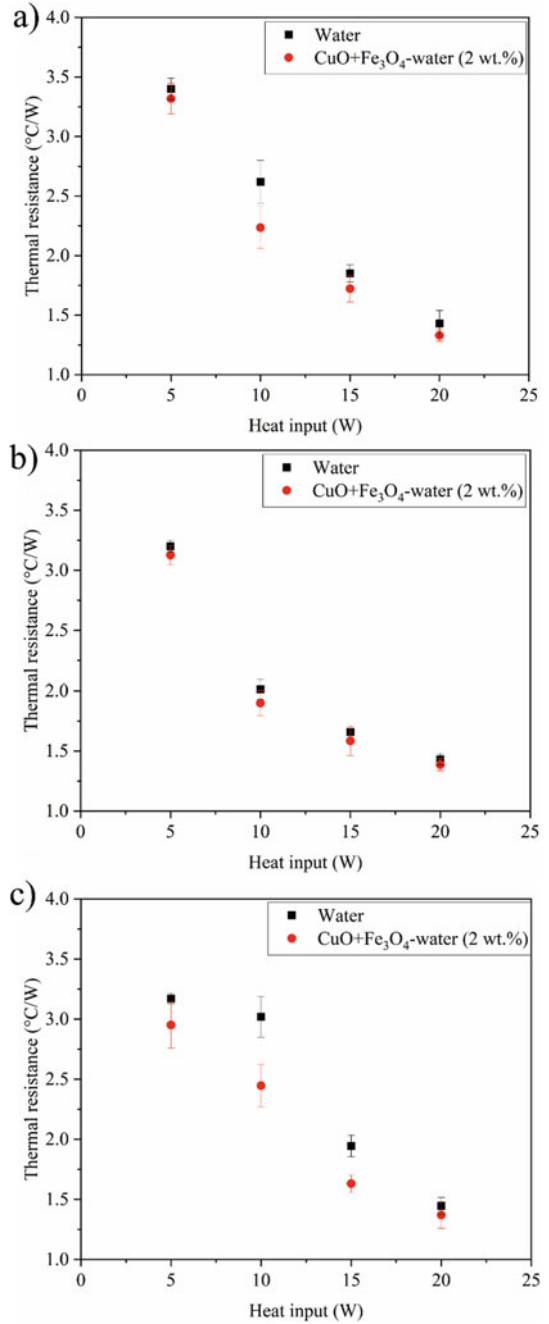 a)
4.0
Water
CuO+Fe₃O₄-water (2 wt.%)
3.5
3.0
2.5
2.0
1.5
1.0
Thermal resistance (°C/W)
0 5 10 15 20 25
Heat input (W)
b)
4.0
Water
CuO+Fe₃O₄-water (2 wt.%)
3.5
3.0
2.5
2.0
1.5
1.0
Thermal resistance (°C/W)
0 5 10 15 20 25
Heat input (W)
c)
4.0
Water
CuO+Fe₃O₄-water (2 wt.%)
3.5
3.0
2.5
2.0
1.5
1.0
Thermal resistance (°C/W)
0 5 10 15 20 25
Heat input (W)